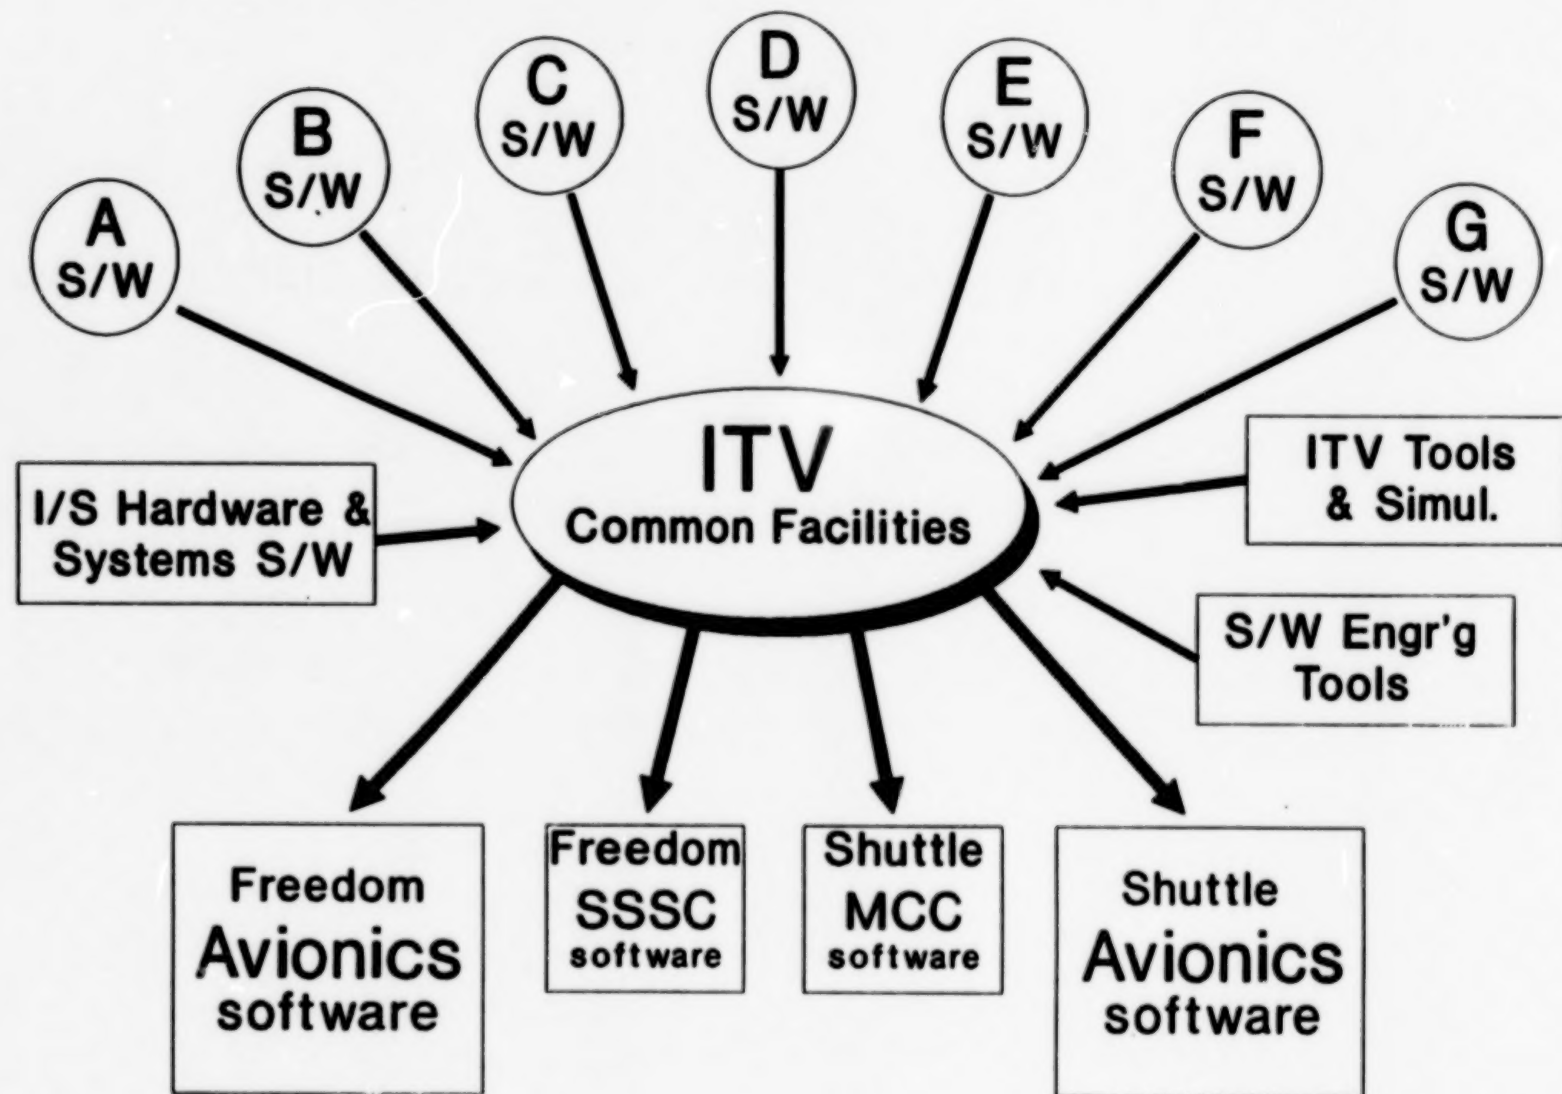 A
S/W
B
S/W
C
S/W
D
S/W
E
S/W
F
S/W
G
S/W
ITV
Common Facilities
I/S Hardware &
Systems S/W
ITV Tools
& Simul.
S/W Engr'g
Tools
Freedom
Avionics
software
Freedom
SSSC
software
Shuttle
MCC
software
Shuttle
Avionics
software